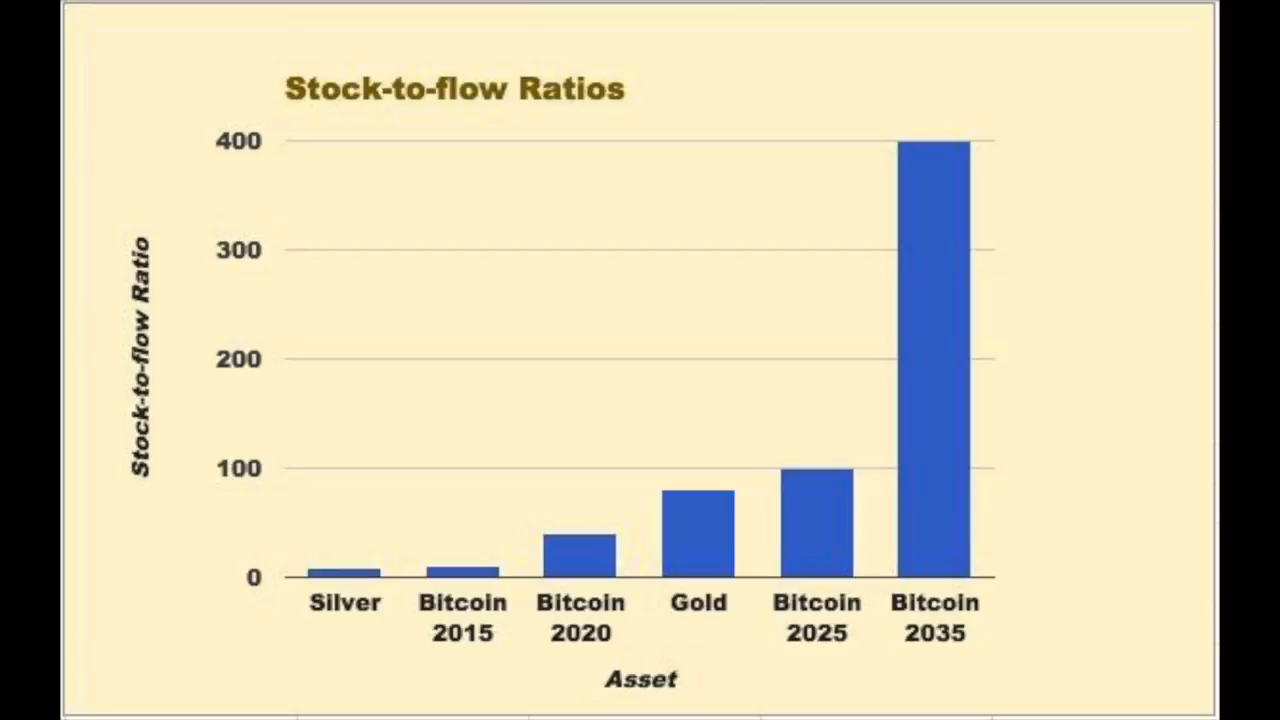 Stock-to-flow Ratios
400
300
200
100
0
Stock-to-flow Ratio
Silver
Bitcoin
2015
Bitcoin
2020
Gold
Bitcoin
2025
Bitcoin
2035
Asset